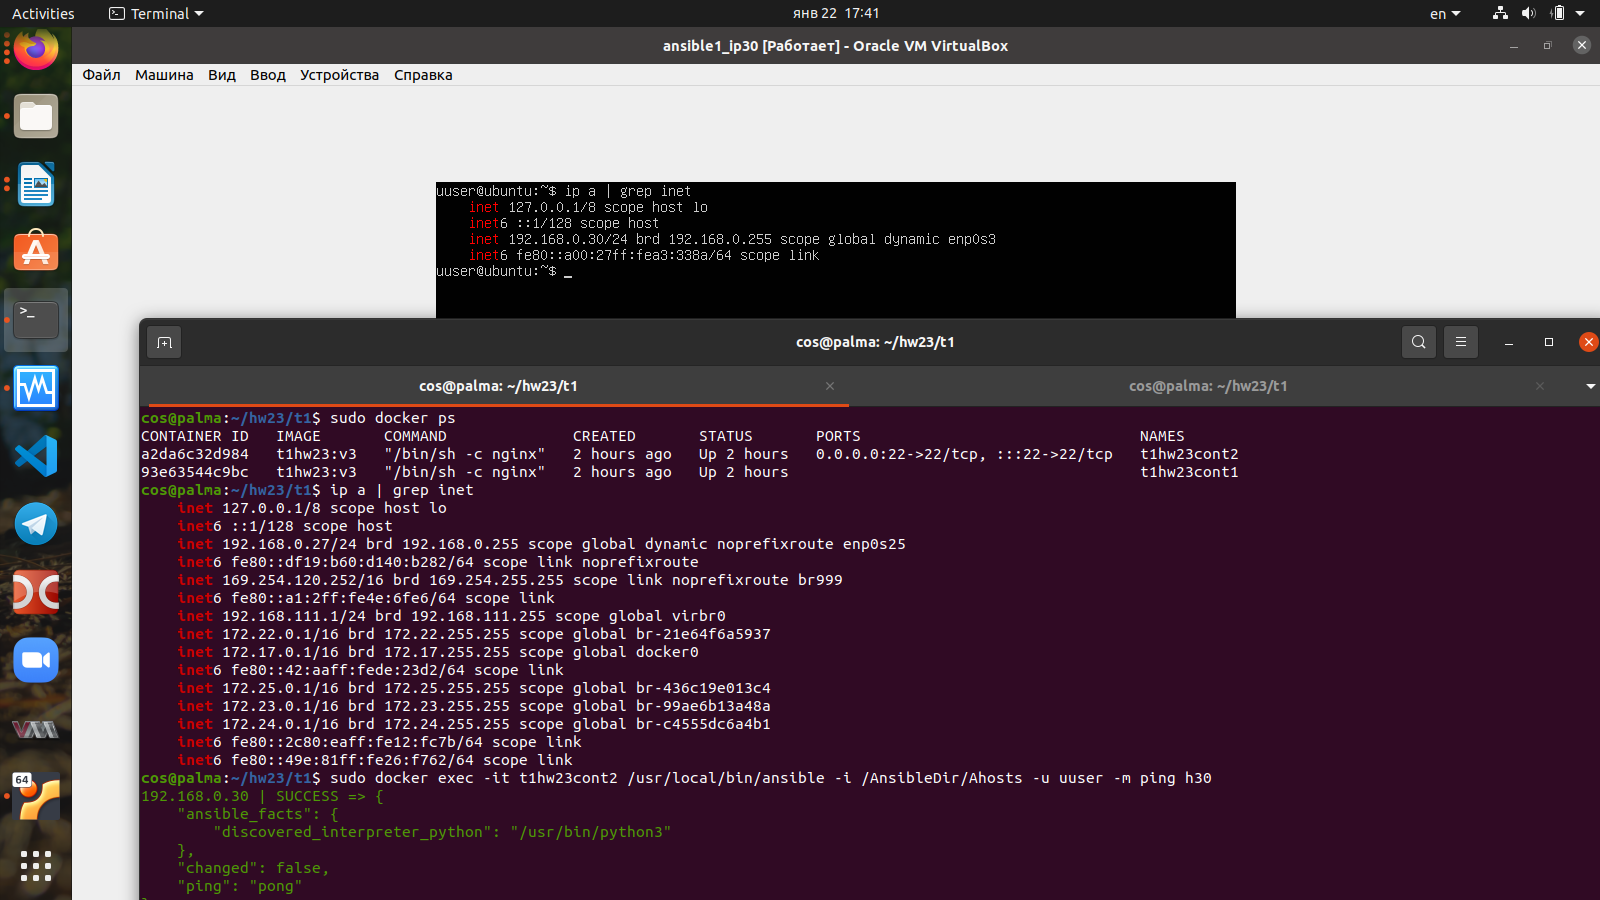 Activities Terminal янв 22 17:41 en
ansible1_ip30 [Работает] - Oracle VM VirtualBox
Файл Машина Вид Ввод Устройства Справка
uuser@ubuntu:~$ ip a | grep inet
inet 127.0.0.1/8 scope host lo
inet6 ::1/128 scope host
inet 192.168.0.30/24 brd 192.168.0.255 scope global dynamic enp0s3
inet6 fe80::a00:27ff:fea3:338a/64 scope link
uuser@ubuntu:~$ _
cos@palma: ~/hw23/t1
cos@palma: ~/hw23/t1 cos@palma: ~/hw23/t1
cos@palma:~/hw23/t1$ sudo docker ps
CONTAINER ID IMAGE COMMAND CREATED STATUS PORTS NAMES
a2da6c32d984 t1hw23:v3 "/bin/sh -c nginx" 2 hours ago Up 2 hours 0.0.0.0:22->22/tcp, :::22->22/tcp t1hw23cont2
93e63544c9bc t1hw23:v3 "/bin/sh -c nginx" 2 hours ago Up 2 hours t1hw23cont1
cos@palma:~/hw23/t1$ ip a | grep inet
inet 127.0.0.1/8 scope host lo
inet6 ::1/128 scope host
inet 192.168.0.27/24 brd 192.168.0.255 scope global dynamic noprefixroute enp0s25
inet6 fe80::df19:b60:d140:b282/64 scope link noprefixroute
inet 169.254.120.252/16 brd 169.254.255.255 scope link noprefixroute br999
inet6 fe80::a1:2ff:fe4e:6fe6/64 scope link
inet 192.168.111.1/24 brd 192.168.111.255 scope global virbr0
inet 172.22.0.1/16 brd 172.22.255.255 scope global br-21e64f6a5937
inet 172.17.0.1/16 brd 172.17.255.255 scope global docker0
inet6 fe80::42:aaff:fede:23d2/64 scope link
inet 172.25.0.1/16 brd 172.25.255.255 scope global br-436c19e013c4
inet 172.23.0.1/16 brd 172.23.255.255 scope global br-99ae6b13a48a
inet 172.24.0.1/16 brd 172.24.255.255 scope global br-c4555dc6a4b1
inet6 fe80::2c80:eaff:fe12:fc7b/64 scope link
inet6 fe80::49e:81ff:fe26:f762/64 scope link
cos@palma:~/hw23/t1$ sudo docker exec -it t1hw23cont2 /usr/local/bin/ansible -i /AnsibleDir/Ahosts -u uuser -m ping h30
192.168.0.30 | SUCCESS => {
"ansible_facts": {
"discovered_interpreter_python": "/usr/bin/python3"
},
"changed": false,
"ping": "pong"
64